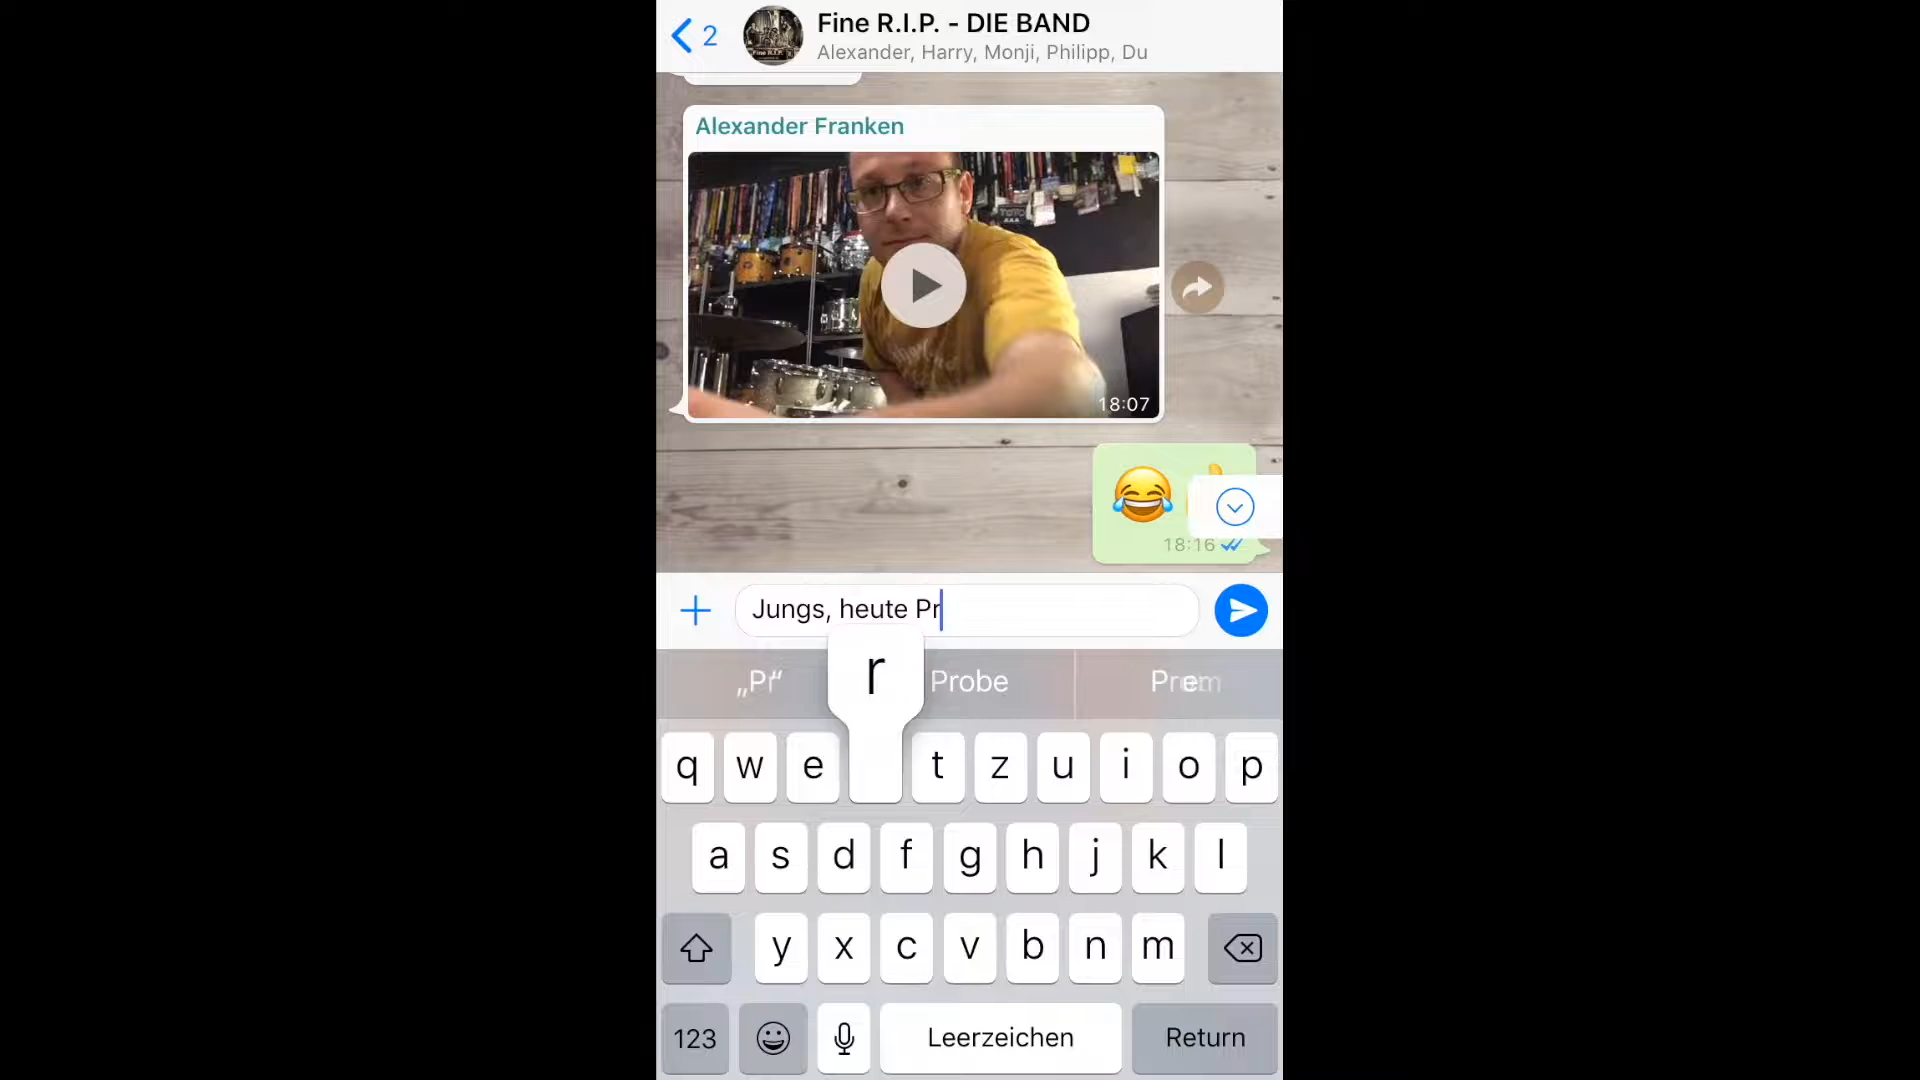 2
Fine R.I.P. - DIE BAND
Alexander, Harry, Monji, Philipp, Du
Alexander Franken
18:07
18:16
Jungs, heute Pr
„Pr“ Probe
r
q w e t z u i o p
a s d f g h j k l
y x c v b n m
123 Leerzeichen Return